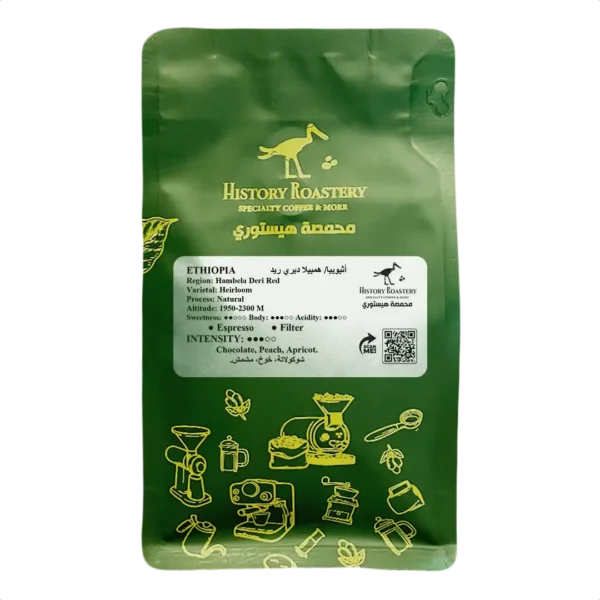 HISTORY ROASTERY
SPECIALTY COFFEE & MORE
محمصة هيستوري
ETHIOPIA أثيوبيا/ همبيلا ديري ريد
Region: Hambela Deri Red
Varietal: Heirloom
Process: Natural
Altitude: 1950-2300 M
Sweetness: ●●○○○ Body: ●●●○○ Acidity: ●●●○○
● Espresso ● Filter
INTENSITY: ●●●○○
Chocolate, Peach, Apricot.
شوكولاتة، خوخ، مشمش.
HISTORY ROASTERY
SPECIALTY COFFEE & MORE
محمصة هيستوري
SCAN
ME!